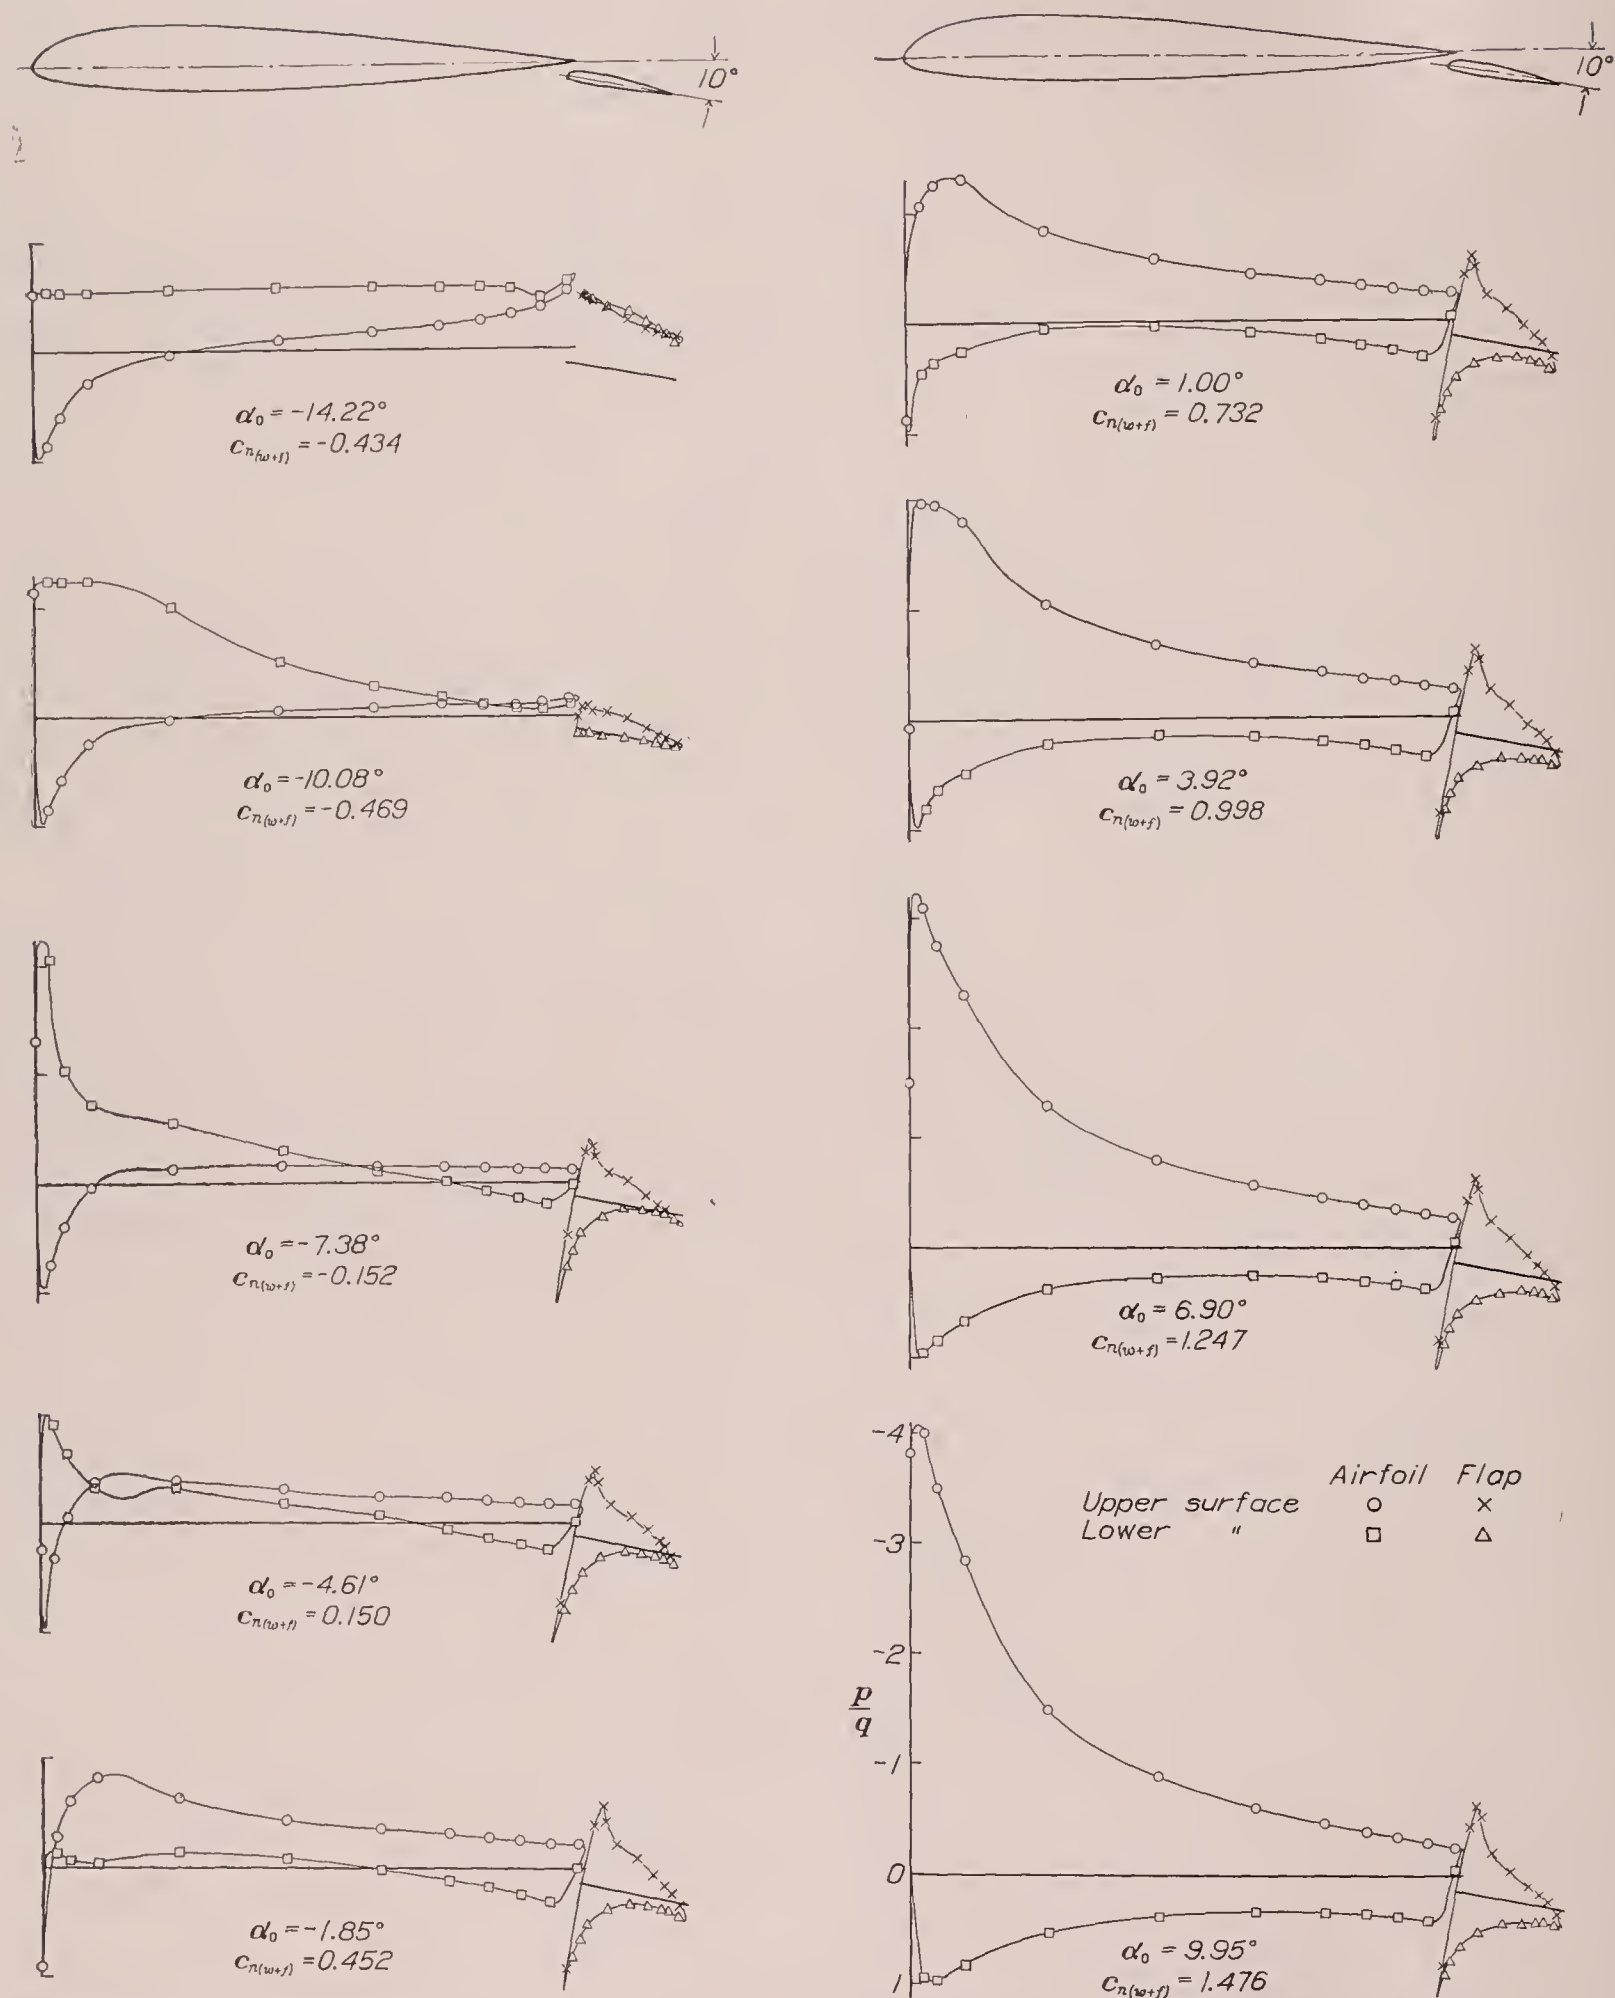 10°
10°
α₀ = -14.22°
cn(w+f) = -0.434
α₀ = -10.08°
cn(w+f) = -0.469
α₀ = -7.38°
cn(w+f) = -0.152
α₀ = -4.61°
cn(w+f) = 0.150
α₀ = -1.85°
cn(w+f) = 0.452
α₀ = 1.00°
cn(w+f) = 0.732
α₀ = 3.92°
cn(w+f) = 0.998
α₀ = 6.90°
cn(w+f) = 1.247
-4
Airfoil Flap
Upper surface ○ ×
Lower " □ △
-3
-2
p
q
-1
0
α₀ = 9.95°
cn(w+f) = 1.476
1